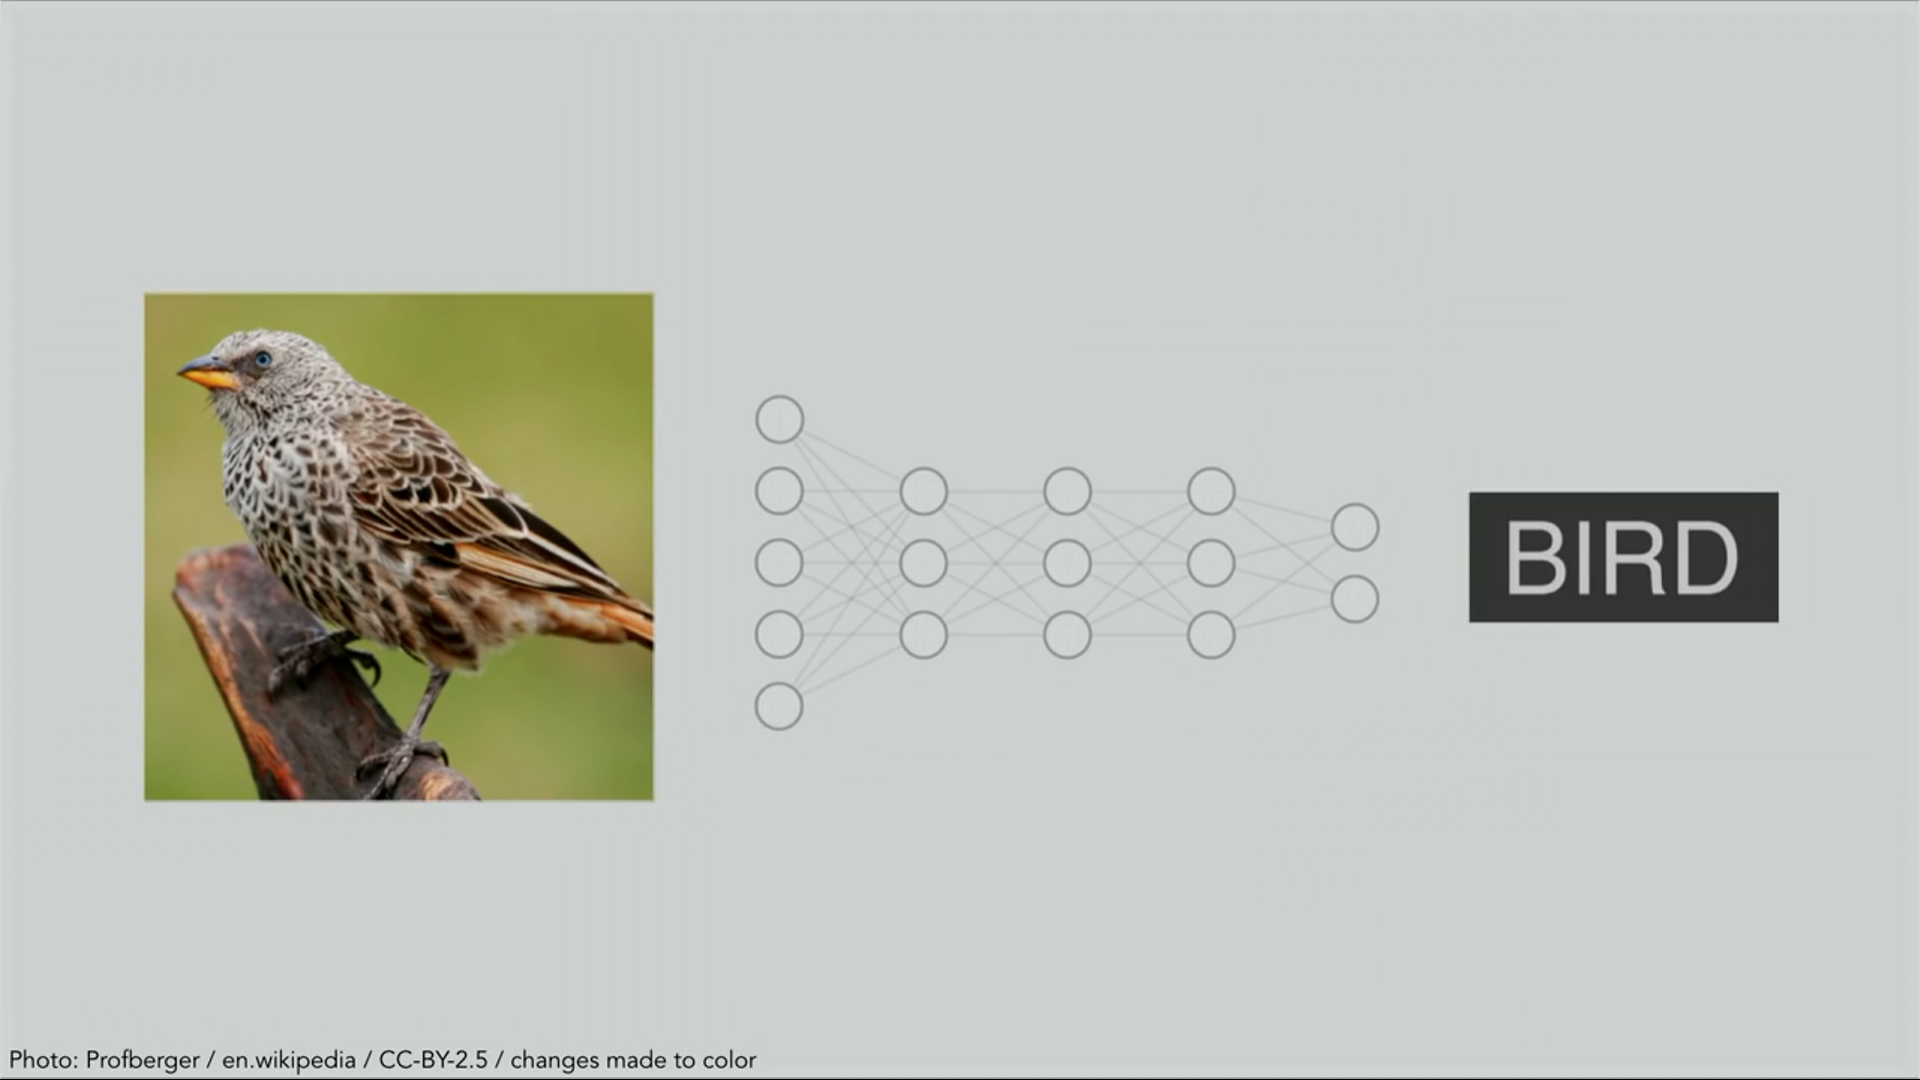 BIRD
Photo: Profberger / en.wikipedia / CC-BY-2.5 / changes made to color